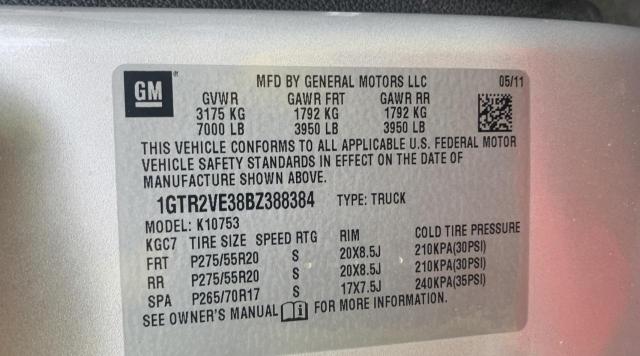 GM
MFD BY GENERAL MOTORS LLC 05/11
GVWR GAWR FRT GAWR RR
3175 KG 1792 KG 1792 KG
7000 LB 3950 LB 3950 LB
THIS VEHICLE CONFORMS TO ALL APPLICABLE U.S. FEDERAL MOTOR
VEHICLE SAFETY STANDARDS IN EFFECT ON THE DATE OF
MANUFACTURE SHOWN ABOVE.
1GTR2VE38BZ388384 TYPE: TRUCK
MODEL: K10753
KGC7 TIRE SIZE SPEED RTG RIM COLD TIRE PRESSURE
FRT P275/55R20 S 20X8.5J 210KPA(30PSI)
RR P275/55R20 S 20X8.5J 210KPA(30PSI)
SPA P265/70R17 S 17X7.5J 240KPA(35PSI)
SEE OWNER'S MANUAL FOR MORE INFORMATION